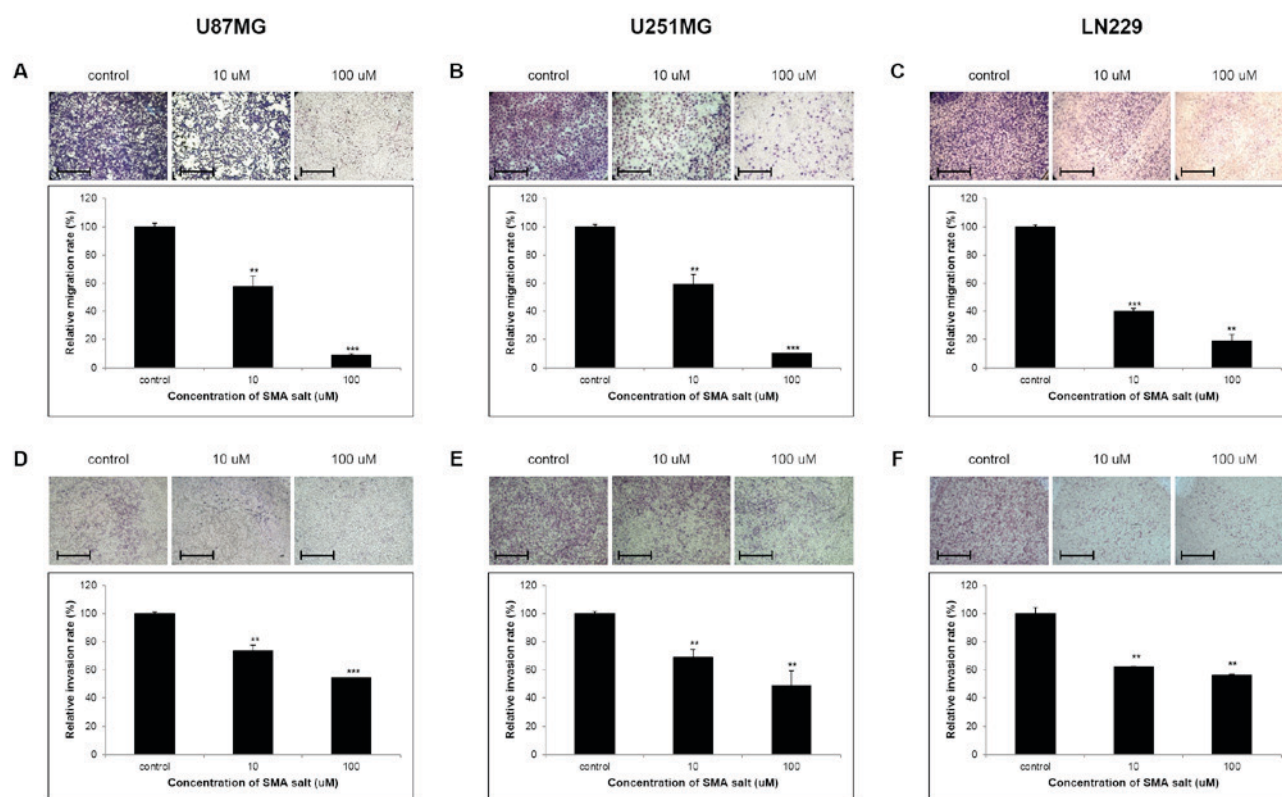 U87MG U251MG LN229
A control 10 uM 100 uM
120
100
80
60
40
20
0
Relative migration rate (%)
**
***
control 10 100
Concentration of SMA salt (uM)
B control 10 uM 100 uM
120
100
80
60
40
20
0
Relative migration rate (%)
**
***
control 10 100
Concentration of SMA salt (uM)
C control 10 uM 100 uM
120
100
80
60
40
20
0
Relative migration rate (%)
***
**
control 10 100
Concentration of SMA salt (uM)
D control 10 uM 100 uM
120
100
80
60
40
20
0
Relative invasion rate (%)
**
***
control 10 100
Concentration of SMA salt (uM)
E control 10 uM 100 uM
120
100
80
60
40
20
0
Relative invasion rate (%)
**
**
control 10 100
Concentration of SMA salt (uM)
F control 10 uM 100 uM
120
100
80
60
40
20
0
Relative invasion rate (%)
**
**
control 10 100
Concentration of SMA salt (uM)